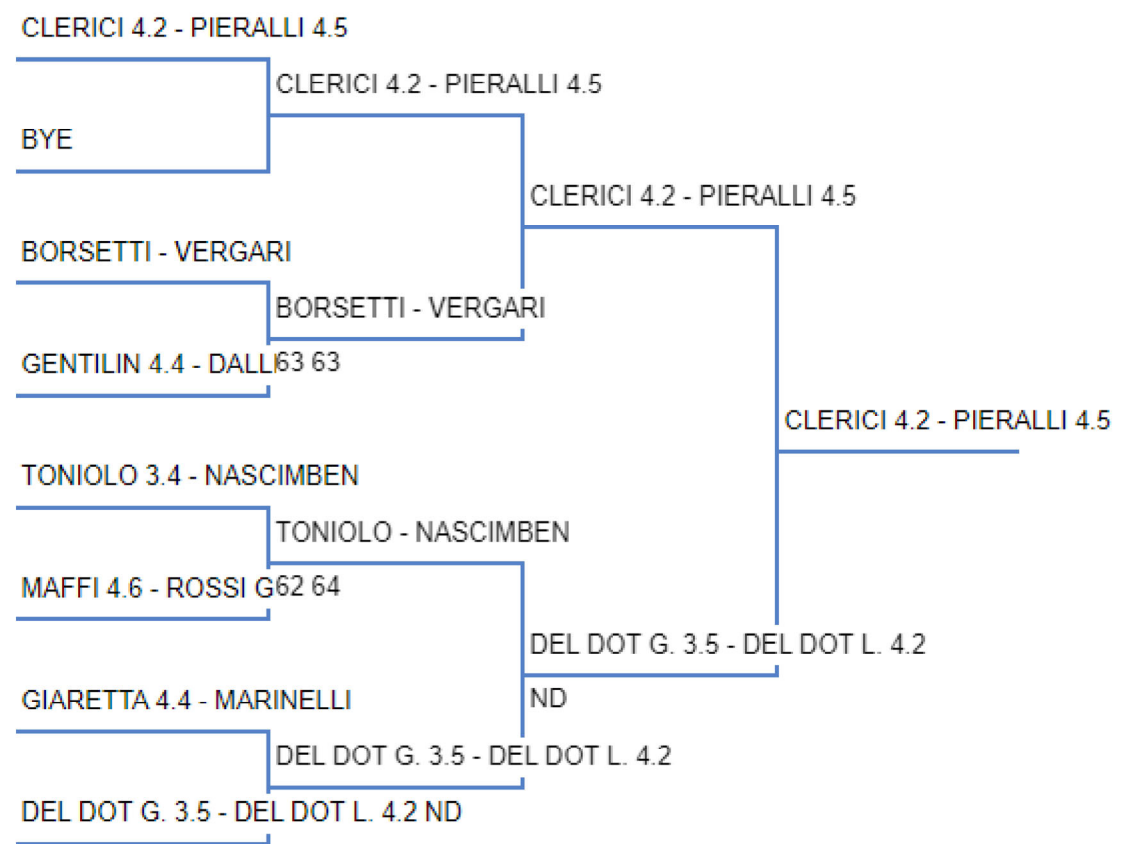 CLERICI 4.2 - PIERALLI 4.5
CLERICI 4.2 - PIERALLI 4.5
BYE
CLERICI 4.2 - PIERALLI 4.5
BORSETTI - VERGARI
BORSETTI - VERGARI
GENTILIN 4.4 - DALL 63 63
CLERICI 4.2 - PIERALLI 4.5
TONIOLO 3.4 - NASCIMBEN
TONIOLO - NASCIMBEN
MAFFI 4.6 - ROSSI G 62 64
DEL DOT G. 3.5 - DEL DOT L. 4.2
GIARETTA 4.4 - MARINELLI
ND
DEL DOT G. 3.5 - DEL DOT L. 4.2
DEL DOT G. 3.5 - DEL DOT L. 4.2 ND